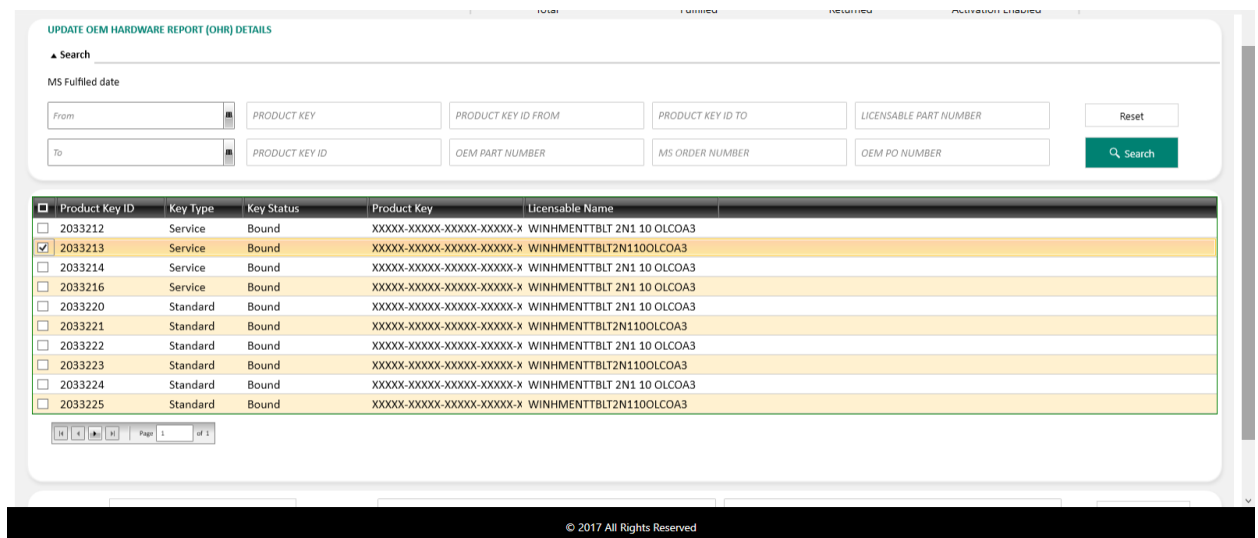 Total Fulfilled Returned Activation Enabled
UPDATE OEM HARDWARE REPORT (OHR) DETAILS
▲ Search
MS Fulfiled date
From PRODUCT KEY PRODUCT KEY ID FROM PRODUCT KEY ID TO LICENSABLE PART NUMBER Reset
To PRODUCT KEY ID OEM PART NUMBER MS ORDER NUMBER OEM PO NUMBER Search
Product Key ID Key Type Key Status Product Key Licensable Name
2033212 Service Bound XXXXX-XXXXX-XXXXX-XXXXX-X WINHMENTTBLT 2N1 10 OLCOA3
2033213 Service Bound XXXXX-XXXXX-XXXXX-XXXXX-X WINHMENTTBLT2N110OLCOA3
2033214 Service Bound XXXXX-XXXXX-XXXXX-XXXXX-X WINHMENTTBLT 2N1 10 OLCOA3
2033216 Service Bound XXXXX-XXXXX-XXXXX-XXXXX-X WINHMENTTBLT 2N1 10 OLCOA3
2033220 Standard Bound XXXXX-XXXXX-XXXXX-XXXXX-X WINHMENTTBLT 2N1 10 OLCOA3
2033221 Standard Bound XXXXX-XXXXX-XXXXX-XXXXX-X WINHMENTTBLT2N110OLCOA3
2033222 Standard Bound XXXXX-XXXXX-XXXXX-XXXXX-X WINHMENTTBLT 2N1 10 OLCOA3
2033223 Standard Bound XXXXX-XXXXX-XXXXX-XXXXX-X WINHMENTTBLT2N110OLCOA3
2033224 Standard Bound XXXXX-XXXXX-XXXXX-XXXXX-X WINHMENTTBLT 2N1 10 OLCOA3
2033225 Standard Bound XXXXX-XXXXX-XXXXX-XXXXX-X WINHMENTTBLT2N110OLCOA3
Page 1 of 1
© 2017 All Rights Reserved